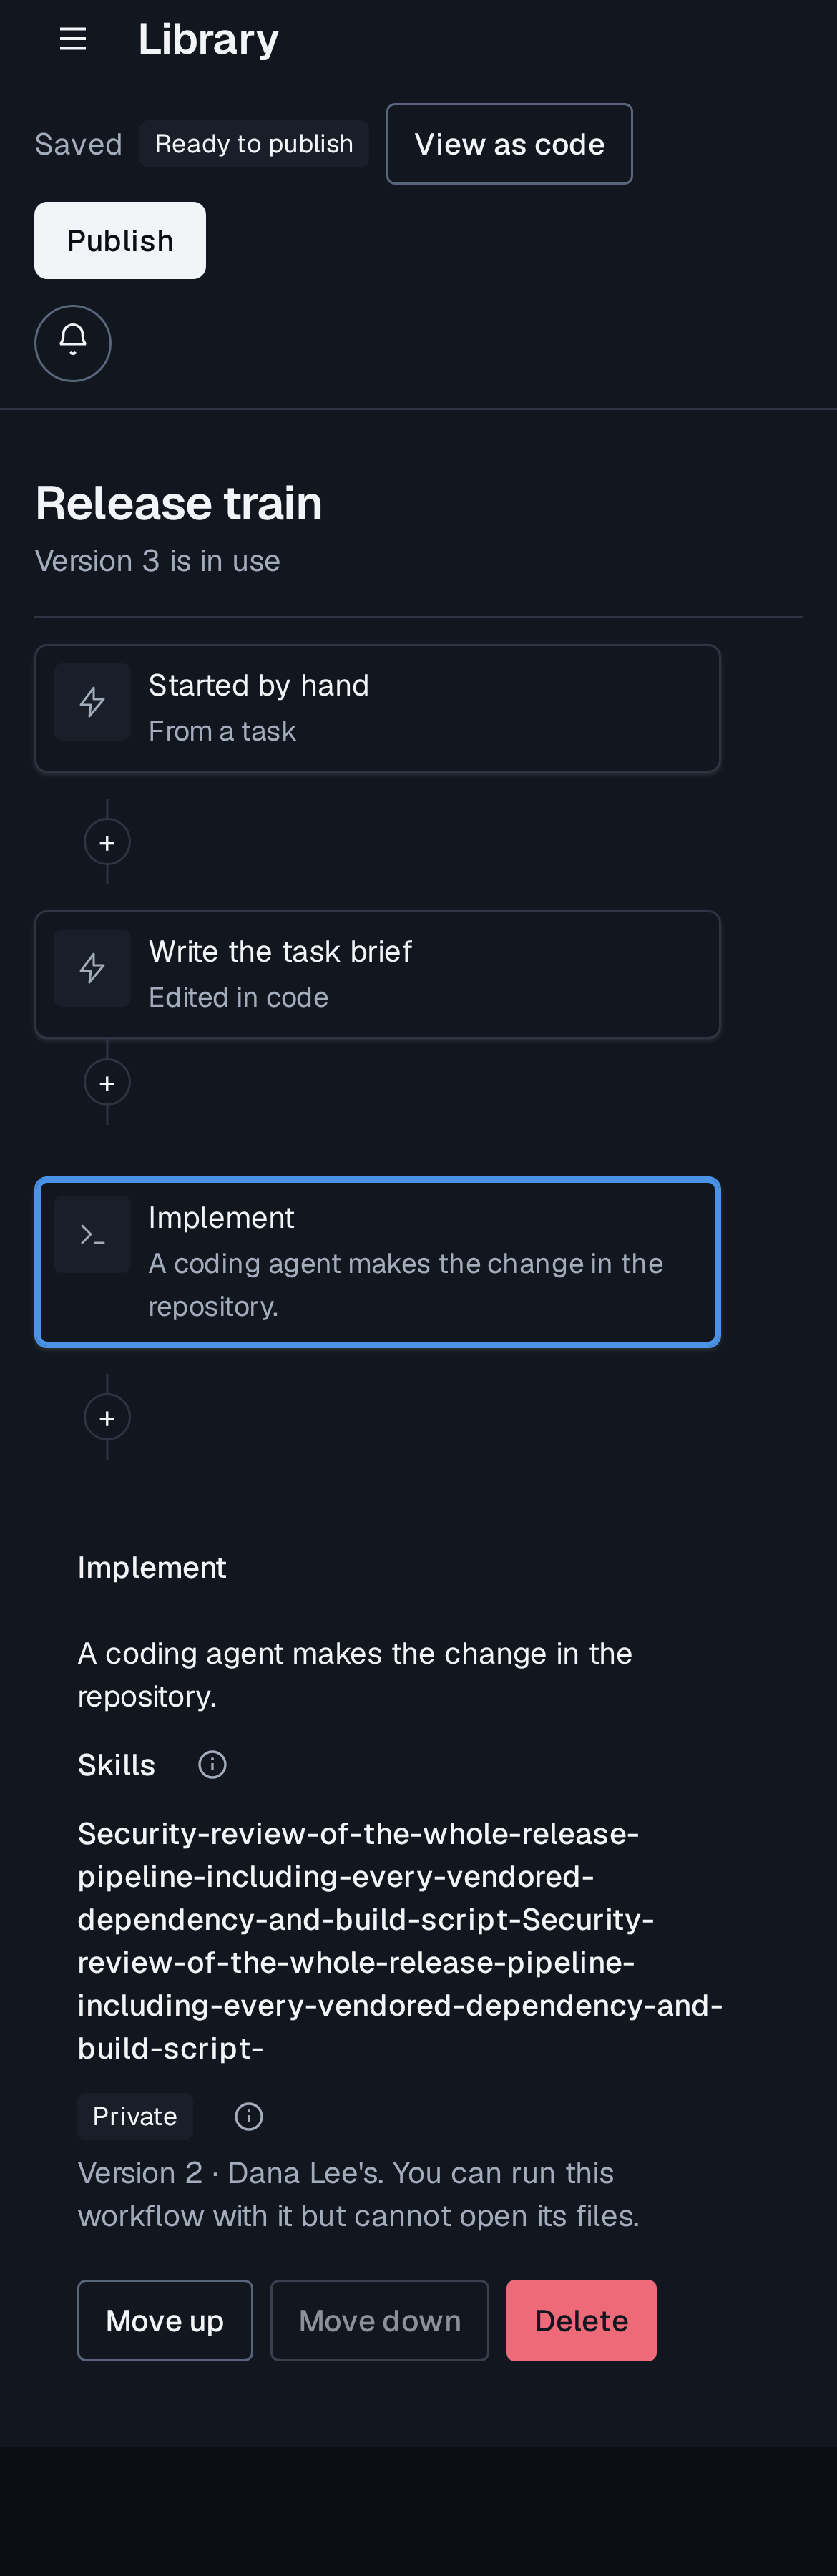 Library
Saved
Ready to publish
View as code
Publish
Release train
Version 3 is in use
Started by hand
From a task
+
Write the task brief
Edited in code
+
Implement
A coding agent makes the change in the
repository.
+
Implement
A coding agent makes the change in the
repository.
Skills
Security-review-of-the-whole-release-
pipeline-including-every-vendored-
dependency-and-build-script-Security-
review-of-the-whole-release-pipeline-
including-every-vendored-dependency-and-
build-script-
Private
Version 2 · Dana Lee's. You can run this
workflow with it but cannot open its files.
Move up
Move down
Delete